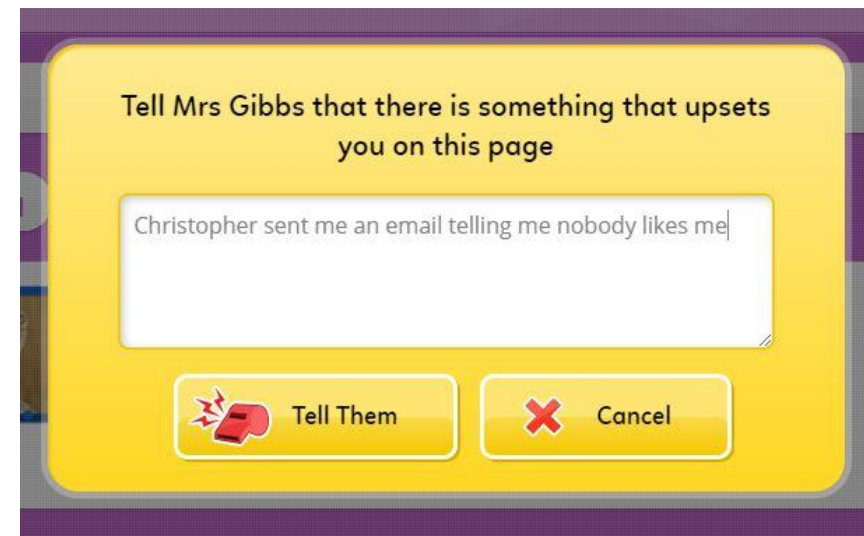 Tell Mrs Gibbs that there is something that upsets
you on this page
Christopher sent me an email telling me nobody likes me
Tell Them
Cancel